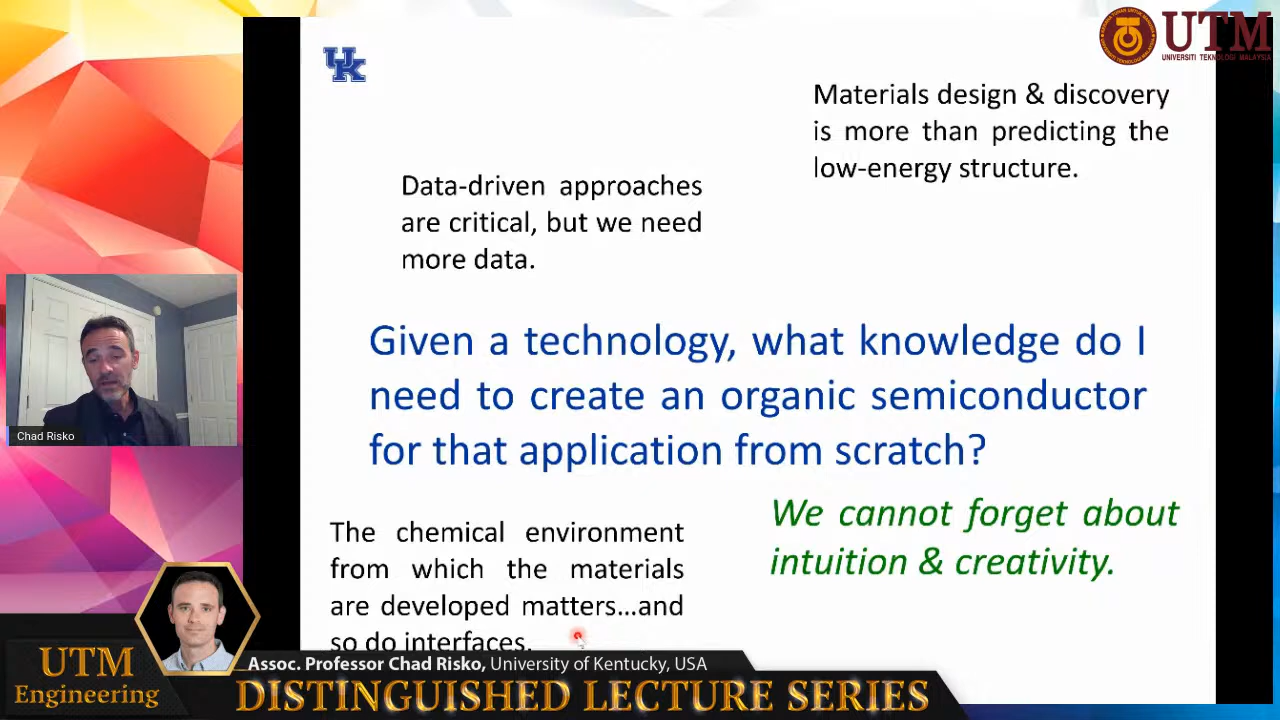 UK
UTM
UNIVERSITI TEKNOLOGI MALAYSIA
Materials design & discovery
is more than predicting the
low-energy structure.
Data-driven approaches
are critical, but we need
more data.
Given a technology, what knowledge do I
need to create an organic semiconductor
for that application from scratch?
Chad Risko
We cannot forget about
intuition & creativity.
The chemical environment
from which the materials
are developed matters...and
so do interfaces.
UTM
Engineering
Assoc. Professor Chad Risko, University of Kentucky, USA
DISTINGUISHED LECTURE SERIES